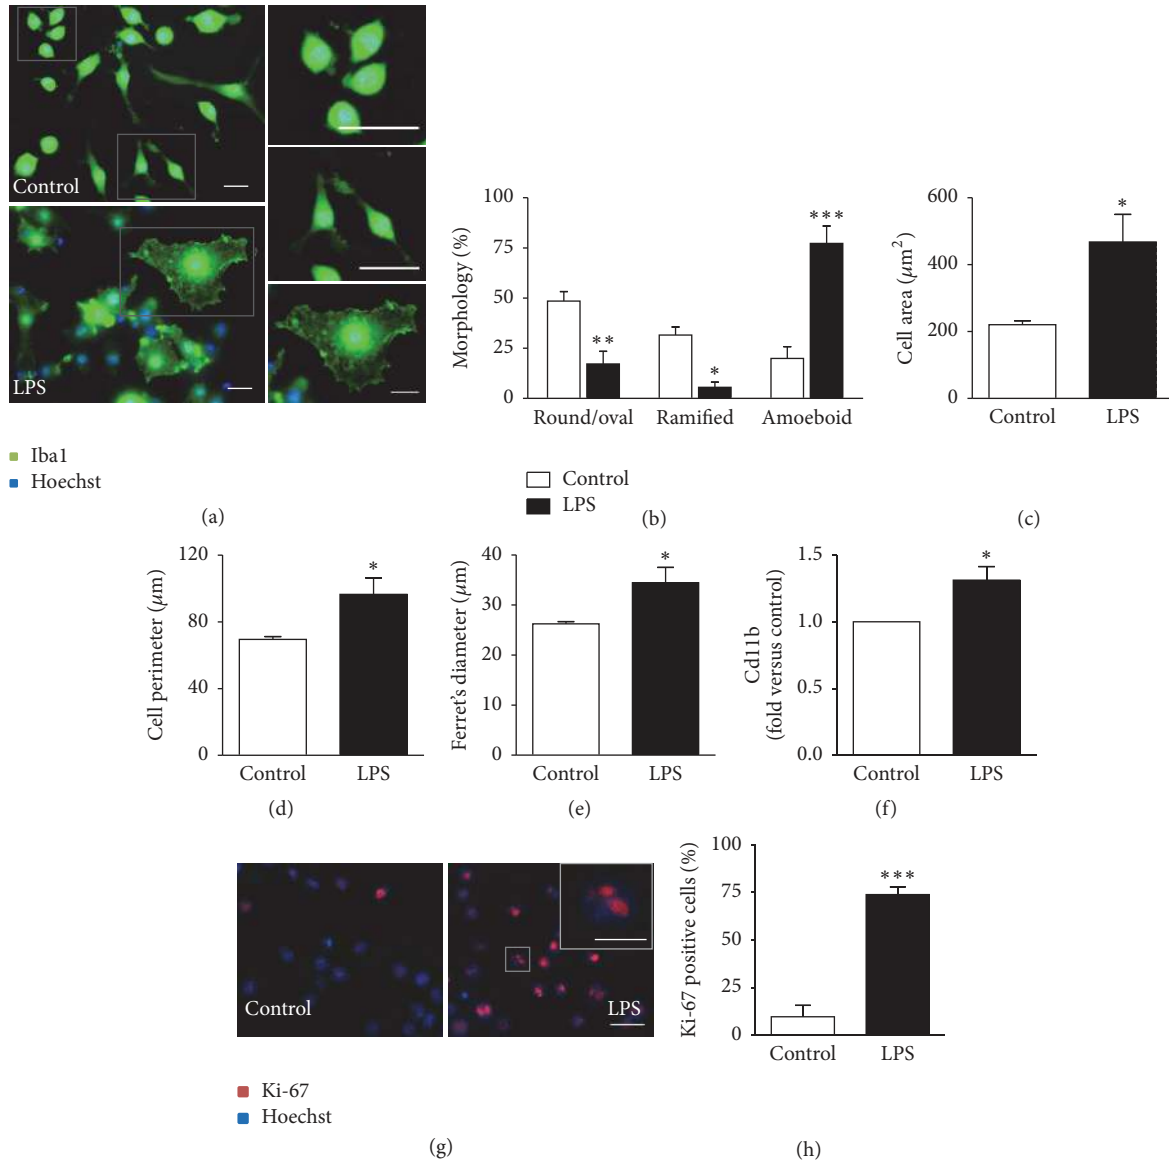 Control
LPS
Iba1
Hoechst
(a)
Morphology (%)
100
75
50
25
0
** * ***
Round/oval Ramified Amoeboid
Control
LPS
(b)
Cell area (μm²)
600
400
200
0
*
Control LPS
(c)
Cell perimeter (μm)
120
80
40
0
*
Control LPS
(d)
Ferret's diameter (μm)
40
30
20
10
0
*
Control LPS
(e)
Cd11b
(fold versus control)
1.5
1.0
0.5
0.0
*
Control LPS
(f)
Control LPS
Ki-67
Hoechst
(g)
Ki-67 positive cells (%)
100
75
50
25
0
***
Control LPS
(h)